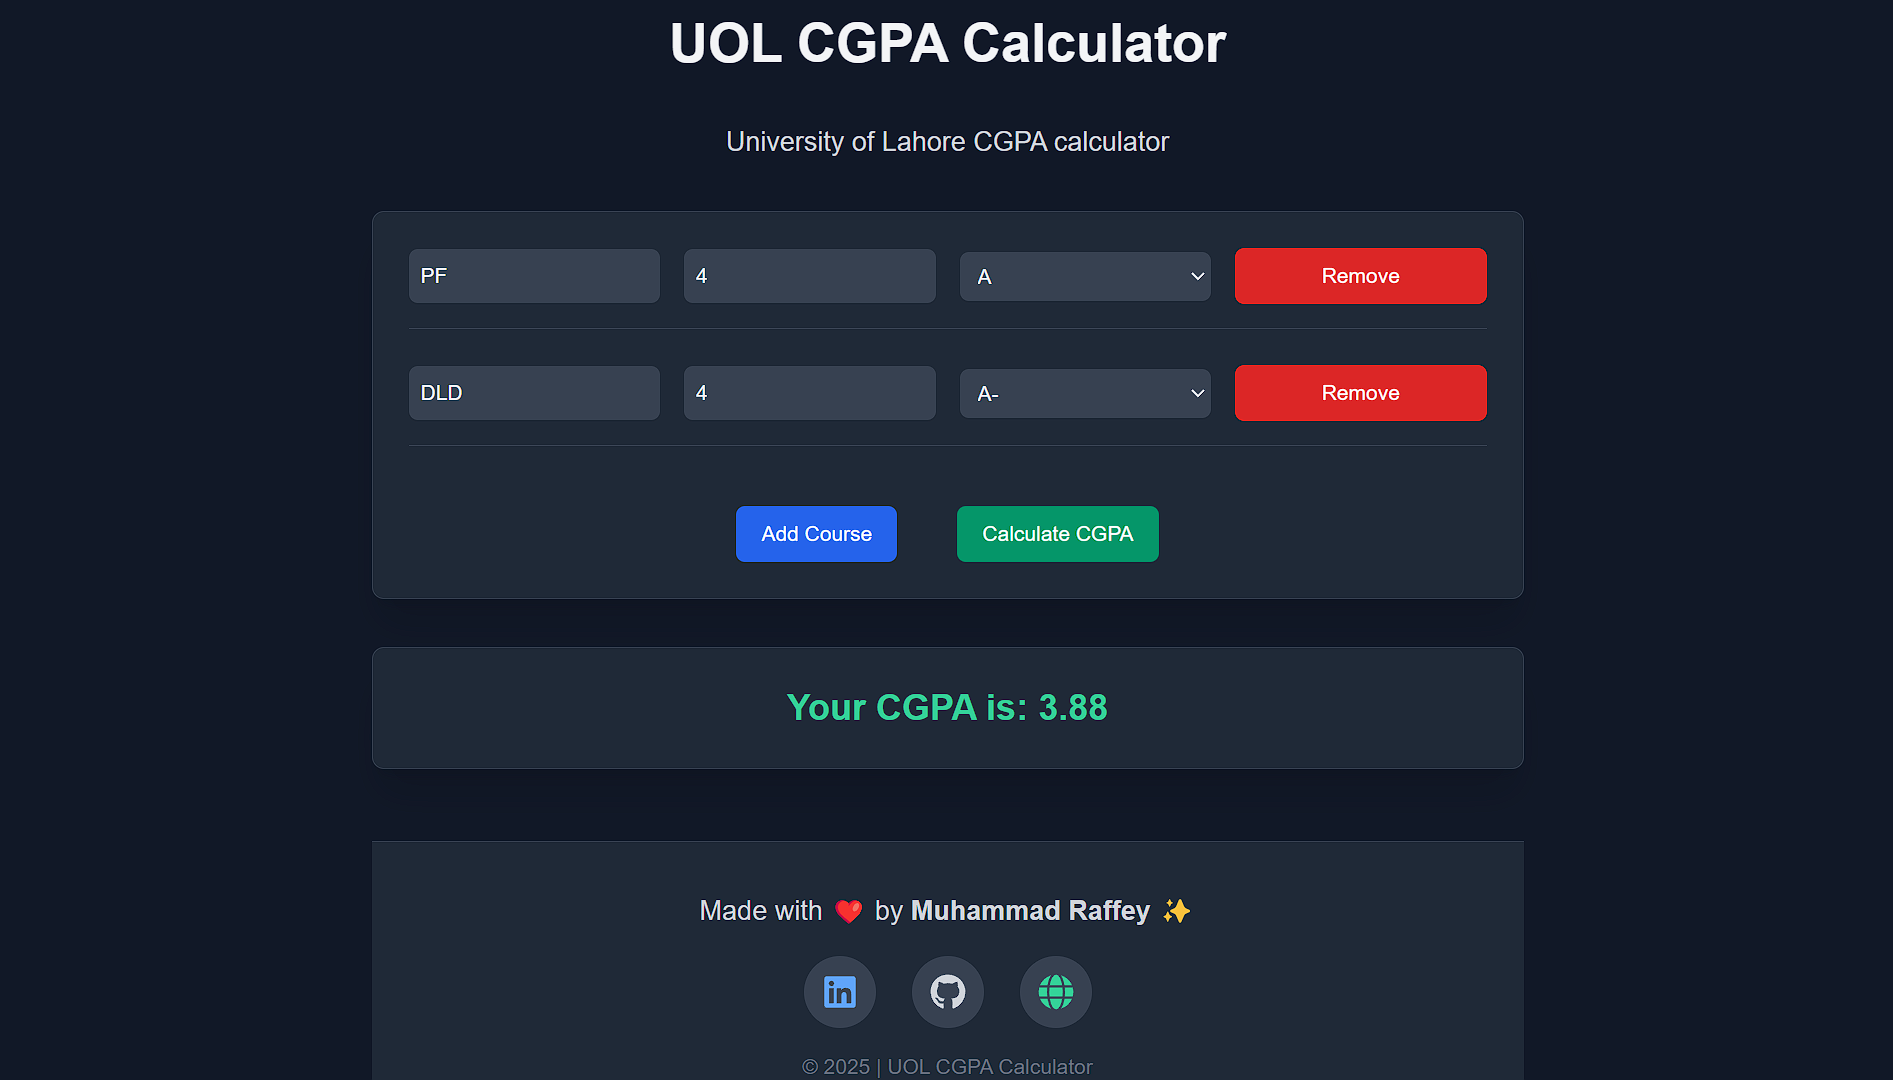 UOL CGPA Calculator
University of Lahore CGPA calculator
PF 4 A Remove
DLD 4 A- Remove
Add Course Calculate CGPA
Your CGPA is: 3.88
Made with ❤️ by Muhammad Raffey ✨
in
© 2025 | UOL CGPA Calculator